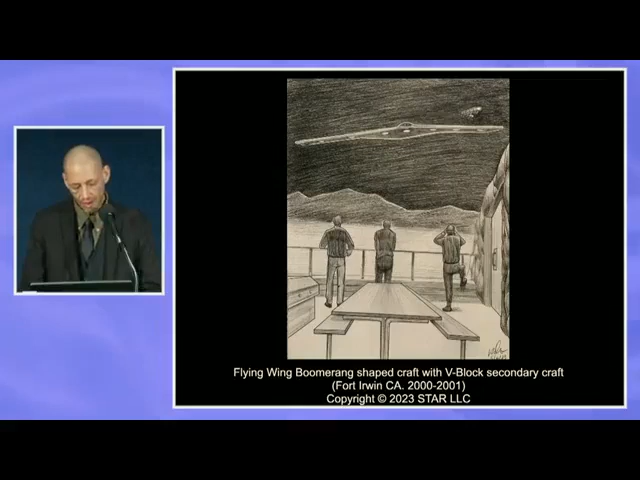 Flying Wing Boomerang shaped craft with V-Block secondary craft
(Fort Irwin CA. 2000-2001)
Copyright © 2023 STAR LLC